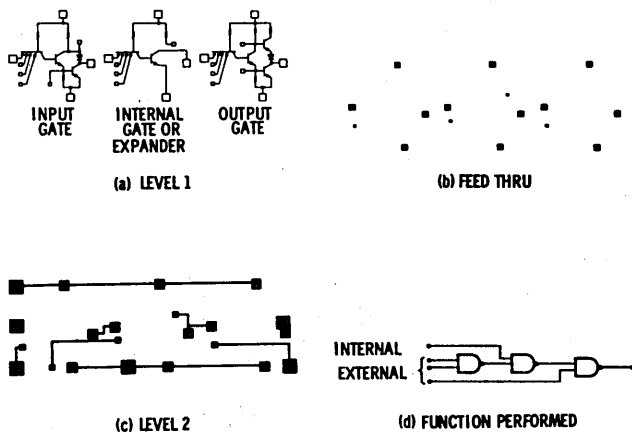 INPUT GATE
INTERNAL GATE OR EXPANDER
OUTPUT GATE
(a) LEVEL 1
(b) FEED THRU
(c) LEVEL 2
INTERNAL
EXTERNAL
(d) FUNCTION PERFORMED